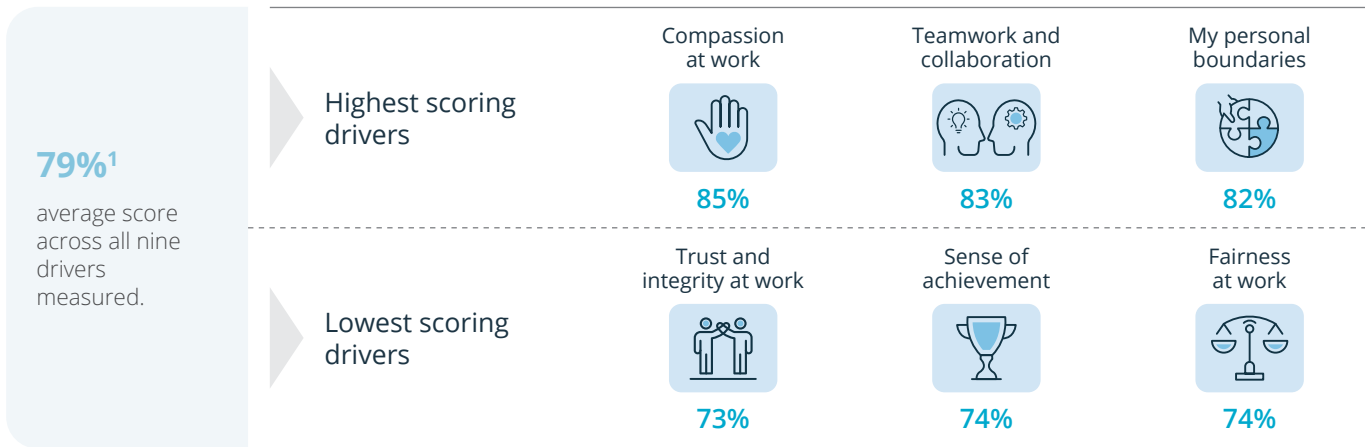 79%¹
average score
across all nine
drivers
measured.
Highest scoring
drivers
Compassion
at work
85%
Teamwork and
collaboration
83%
My personal
boundaries
82%
Lowest scoring
drivers
Trust and
integrity at work
73%
Sense of
achievement
74%
Fairness
at work
74%